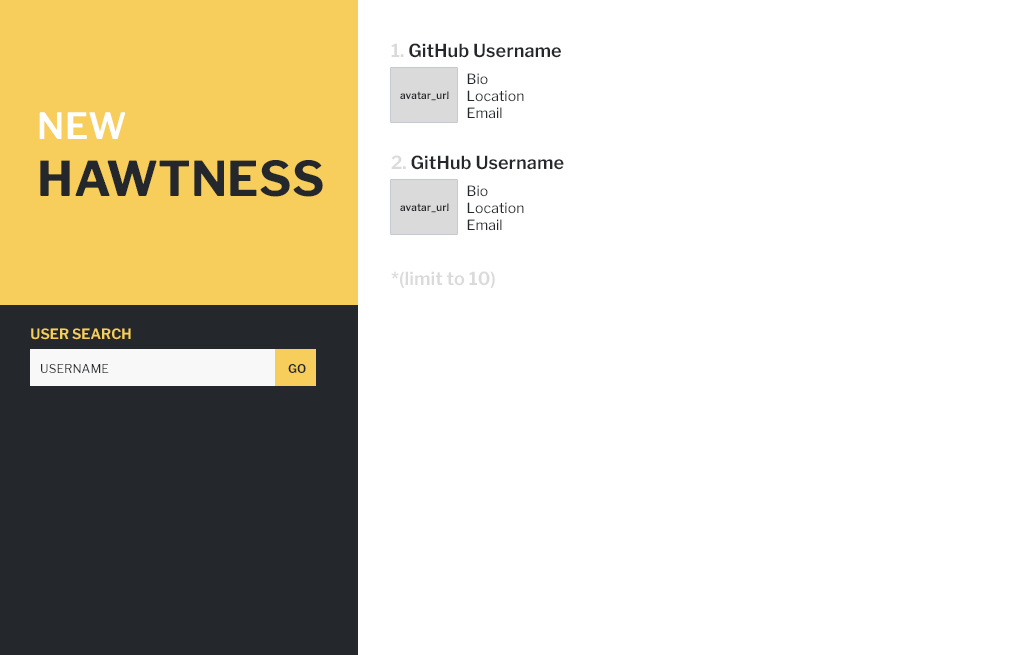 NEW
HAWTNESS
USER SEARCH
USERNAME
GO
1. GitHub Username
avatar_url
Bio
Location
Email
2. GitHub Username
avatar_url
Bio
Location
Email
*(limit to 10)